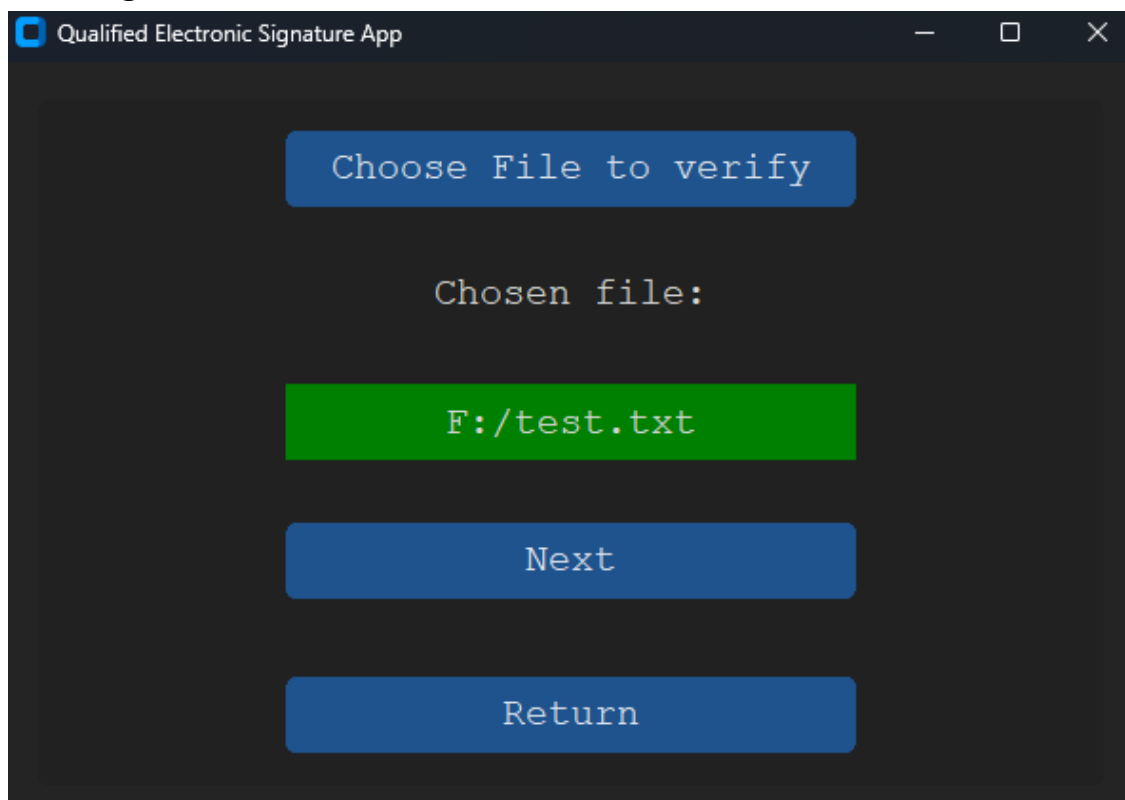 Qualified Electronic Signature App
Choose File to verify
Chosen file:
F:/test.txt
Next
Return